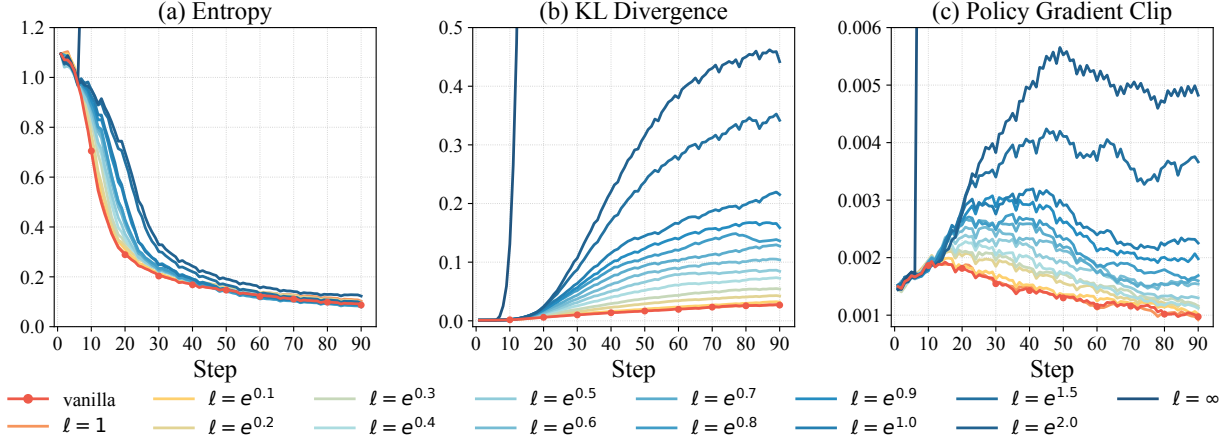 (a) Entropy
(b) KL Divergence
(c) Policy Gradient Clip
1.2
1.0
0.8
0.6
0.4
0.2
0.0
10 20 30 40 50 60 70 80 90
Step
0.5
0.4
0.3
0.2
0.1
0.0
10 20 30 40 50 60 70 80 90
Step
0.006
0.005
0.004
0.003
0.002
0.001
10 20 30 40 50 60 70 80 90
Step
vanilla
ℓ = 1
ℓ = e^{0.1}
ℓ = e^{0.2}
ℓ = e^{0.3}
ℓ = e^{0.4}
ℓ = e^{0.5}
ℓ = e^{0.6}
ℓ = e^{0.7}
ℓ = e^{0.8}
ℓ = e^{0.9}
ℓ = e^{1.0}
ℓ = e^{1.5}
ℓ = e^{2.0}
ℓ = ∞